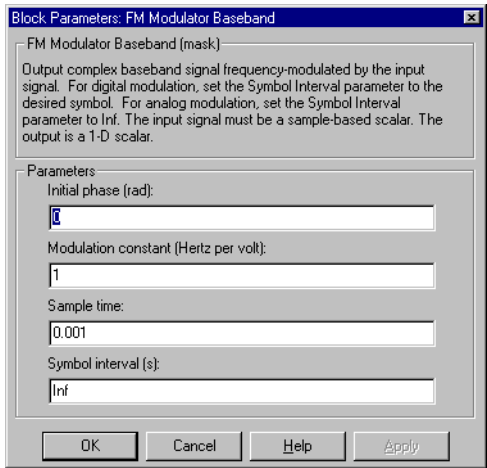 Block Parameters: FM Modulator Baseband
FM Modulator Baseband (mask)
Output complex baseband signal frequency-modulated by the input
signal. For digital modulation, set the Symbol Interval parameter to the
desired symbol. For analog modulation, set the Symbol Interval
parameter to Inf. The input signal must be a sample-based scalar. The
output is a 1-D scalar.
Parameters
Initial phase (rad):
0
Modulation constant (Hertz per volt):
1
Sample time:
0.001
Symbol interval (s):
Inf
OK Cancel Help Apply